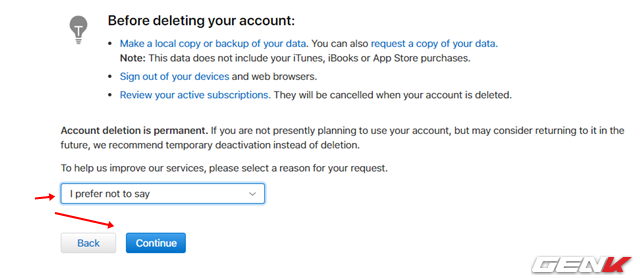 Before deleting your account:
• Make a local copy or backup of your data. You can also request a copy of your data.
Note: This data does not include your iTunes, iBooks or App Store purchases.
• Sign out of your devices and web browsers.
• Review your active subscriptions. They will be cancelled when your account is deleted.
Account deletion is permanent. If you are not presently planning to use your account, but may consider returning to it in the
future, we recommend temporary deactivation instead of deletion.
To help us improve our services, please select a reason for your request.
I prefer not to say
Back Continue
GENK